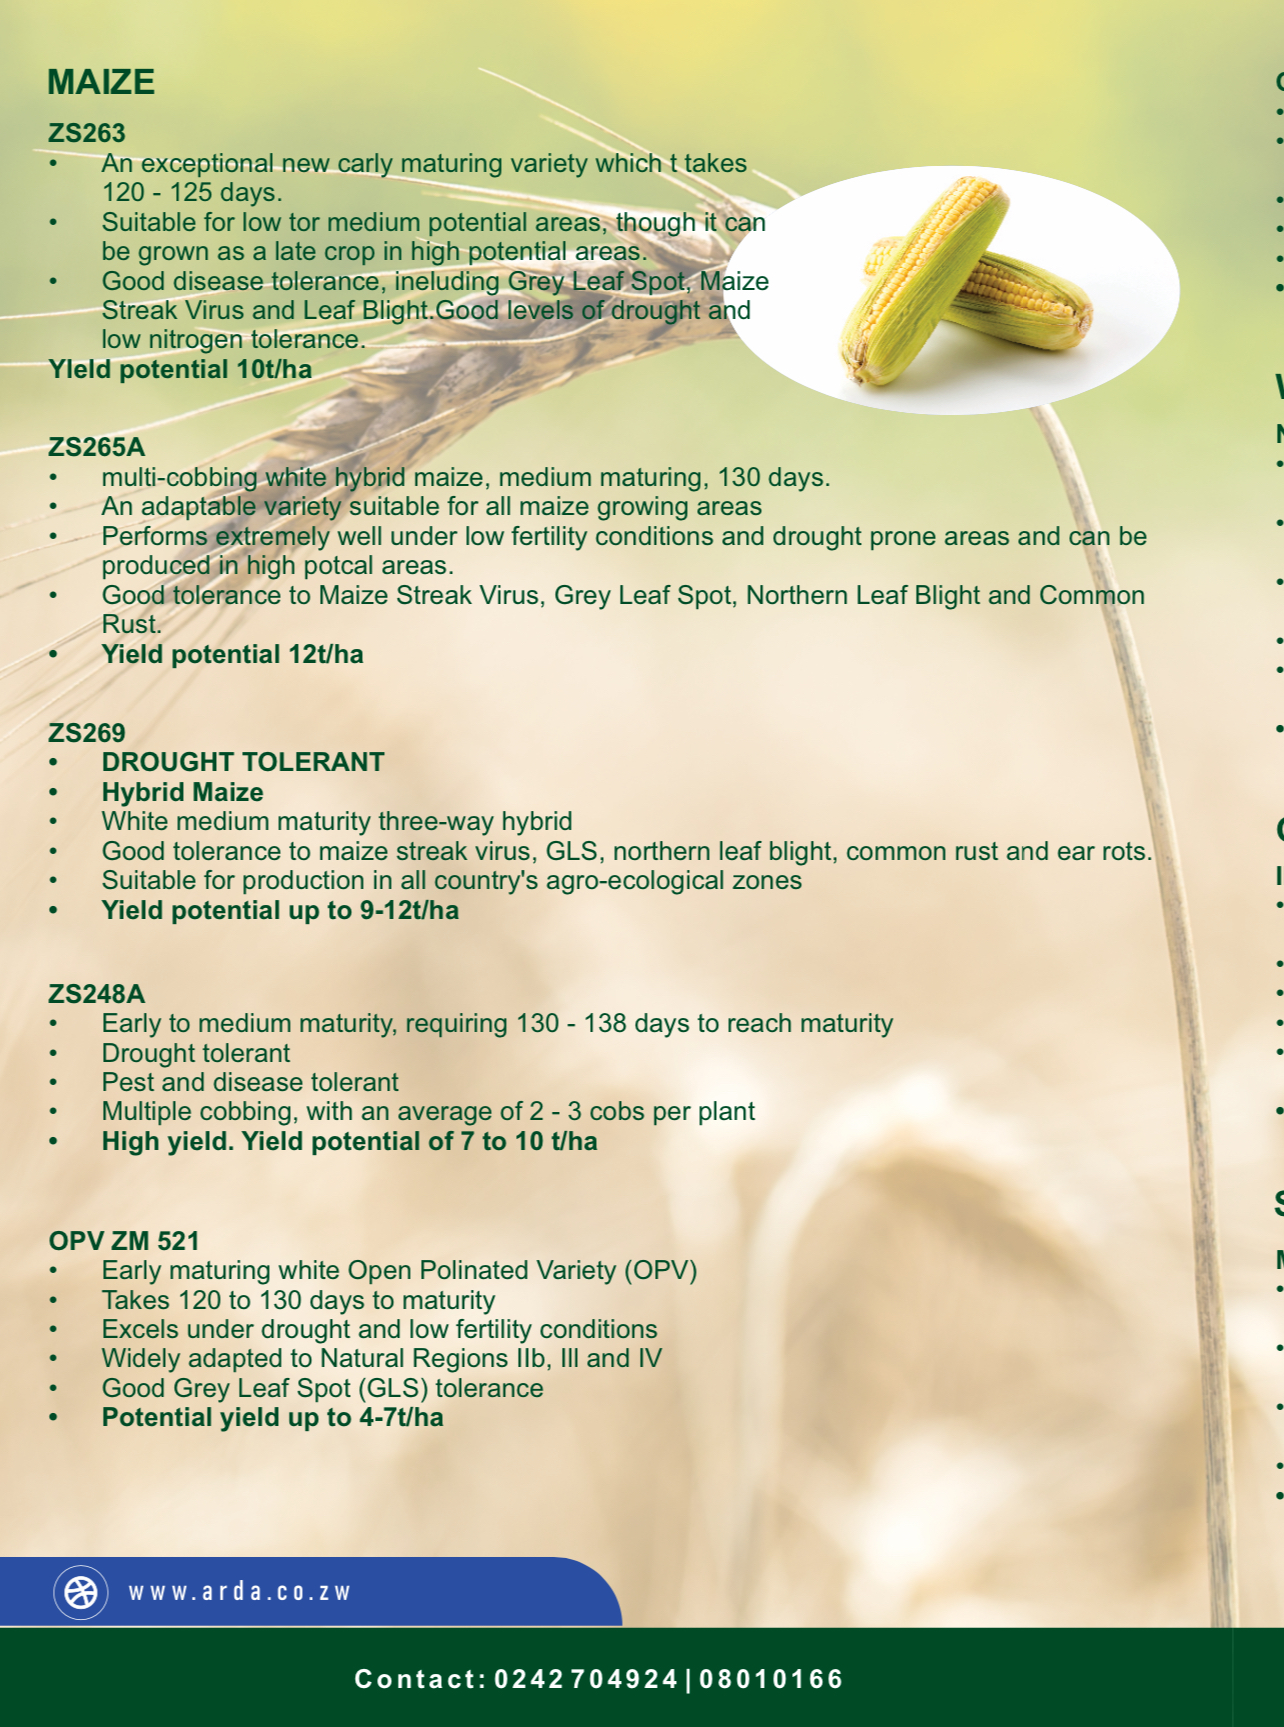 MAIZE
ZS263
• An exceptional new carly maturing variety which t takes
120 - 125 days.
• Suitable for low tor medium potential areas, though it can
be grown as a late crop in high potential areas.
• Good disease tolerance, ineluding Grey Leaf Spot, Maize
Streak Virus and Leaf Blight.Good levels of drought and
low nitrogen tolerance.
YIeld potential 10t/ha
ZS265A
• multi-cobbing white hybrid maize, medium maturing, 130 days.
• An adaptable variety suitable for all maize growing areas
• Performs extremely well under low fertility conditions and drought prone areas and can be
produced in high potcal areas.
• Good tolerance to Maize Streak Virus, Grey Leaf Spot, Northern Leaf Blight and Common
Rust.
• Yield potential 12t/ha
ZS269
• DROUGHT TOLERANT
• Hybrid Maize
• White medium maturity three-way hybrid
• Good tolerance to maize streak virus, GLS, northern leaf blight, common rust and ear rots.
• Suitable for production in all country's agro-ecological zones
• Yield potential up to 9-12t/ha
ZS248A
• Early to medium maturity, requiring 130 - 138 days to reach maturity
• Drought tolerant
• Pest and disease tolerant
• Multiple cobbing, with an average of 2 - 3 cobs per plant
• High yield. Yield potential of 7 to 10 t/ha
OPV ZM 521
• Early maturing white Open Polinated Variety (OPV)
• Takes 120 to 130 days to maturity
• Excels under drought and low fertility conditions
• Widely adapted to Natural Regions IIb, III and IV
• Good Grey Leaf Spot (GLS) tolerance
• Potential yield up to 4-7t/ha
www.arda.co.zw
Contact: 0242 704924 | 08010166